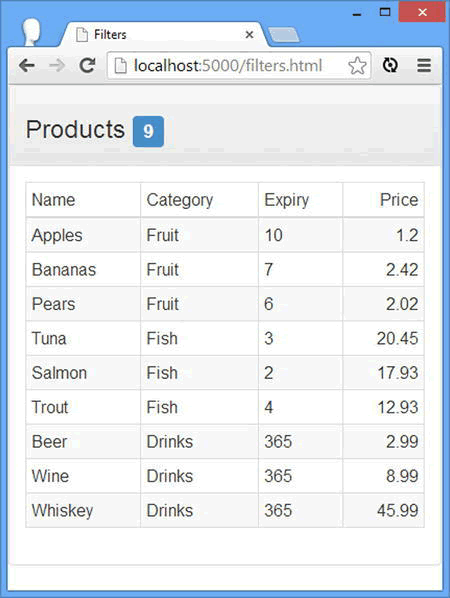 Filters
localhost:5000/filters.html
Products 9
Name Category Expiry Price
Apples Fruit 10 1.2
Bananas Fruit 7 2.42
Pears Fruit 6 2.02
Tuna Fish 3 20.45
Salmon Fish 2 17.93
Trout Fish 4 12.93
Beer Drinks 365 2.99
Wine Drinks 365 8.99
Whiskey Drinks 365 45.99